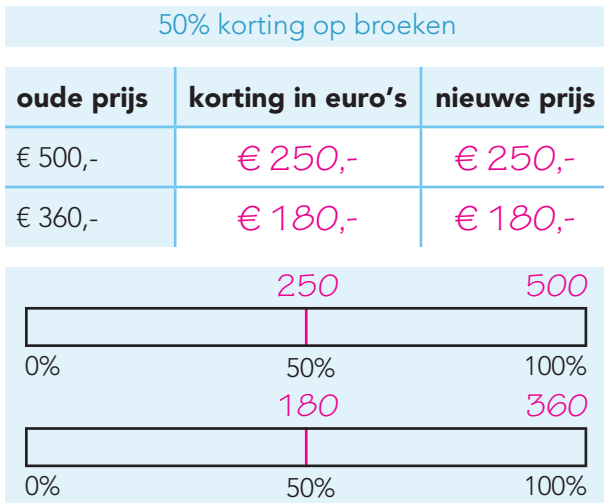 50% korting op broeken
oude prijs korting in euro's nieuwe prijs
€ 500,- € 250,- € 250,-
€ 360,- € 180,- € 180,-
250 500
0% 50% 100%
180 360
0% 50% 100%